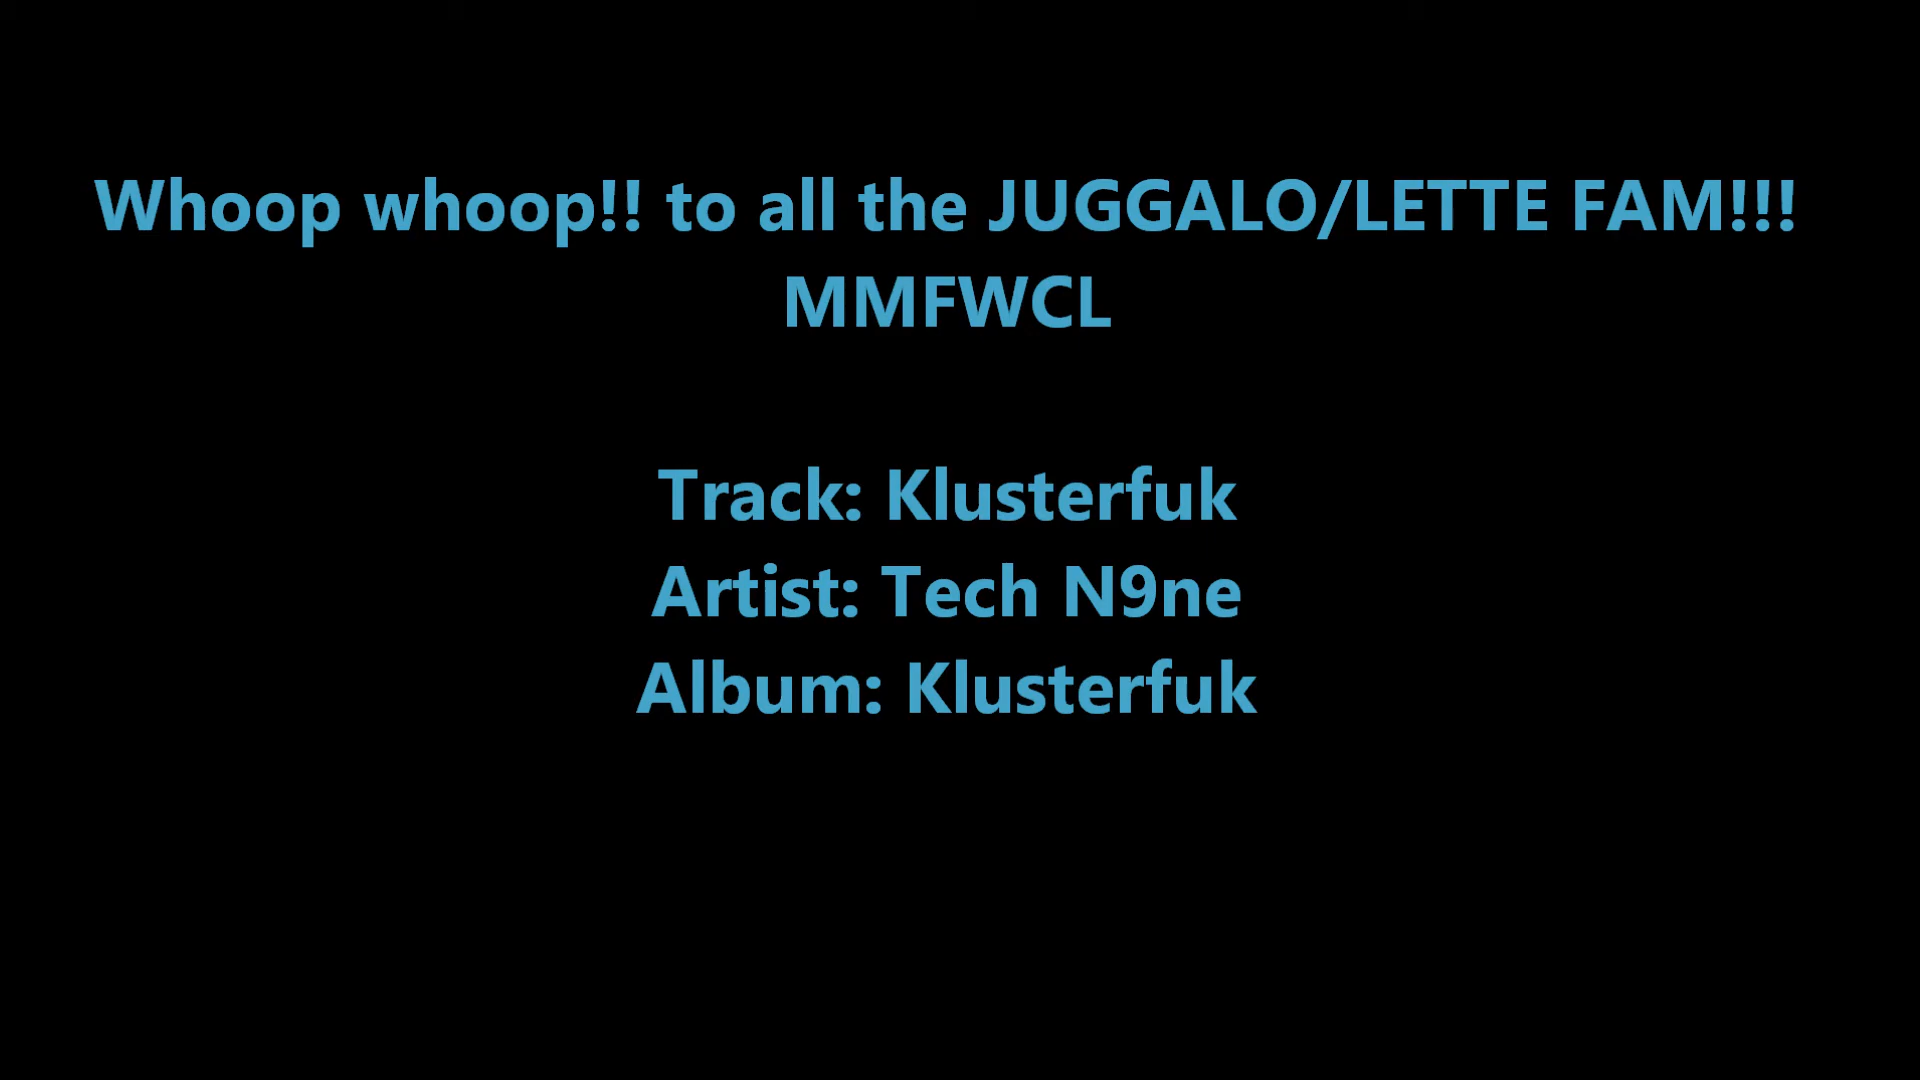 Whoop whoop!! to all the JUGGALO/LETTE FAM!!!
MMFWCL
Track: Klusterfuk
Artist: Tech N9ne
Album: Klusterfuk